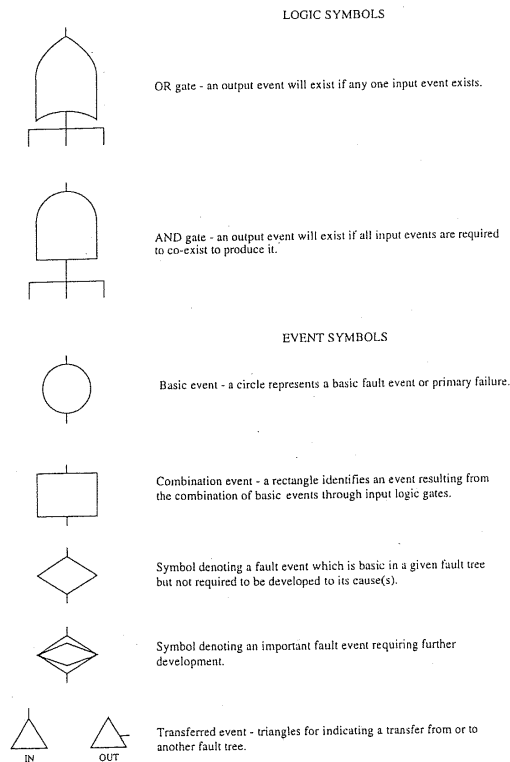 LOGIC SYMBOLS
OR gate - an output event will exist if any one input event exists.
AND gate - an output event will exist if all input events are required
to co-exist to produce it.
EVENT SYMBOLS
Basic event - a circle represents a basic fault event or primary failure.
Combination event - a rectangle identifies an event resulting from
the combination of basic events through input logic gates.
Symbol denoting a fault event which is basic in a given fault tree
but not required to be developed to its cause(s).
Symbol denoting an important fault event requiring further
development.
Transferred event - triangles for indicating a transfer from or to
another fault tree.
IN
OUT